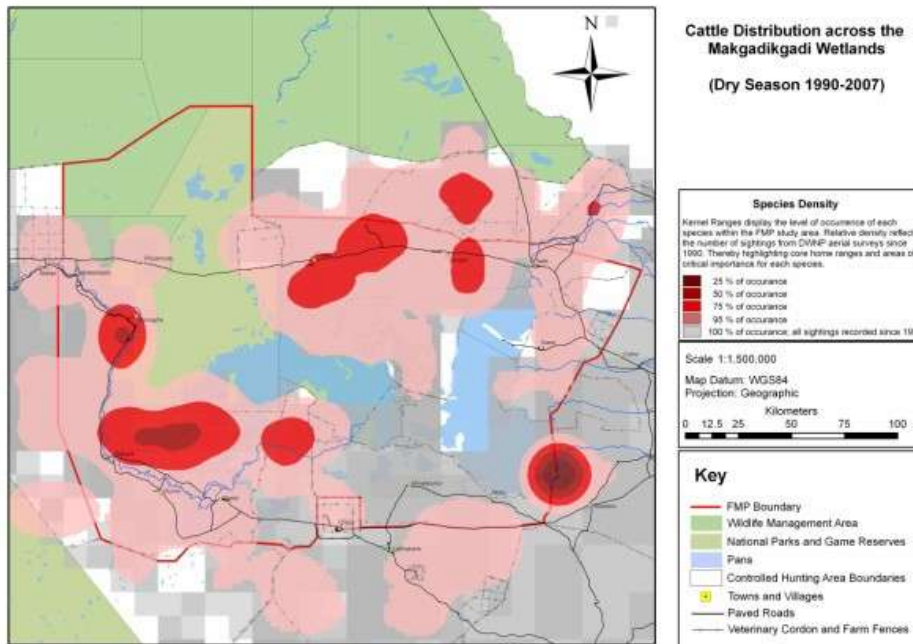 N
Cattle Distribution across the
Makgadikgadi Wetlands
(Dry Season 1990-2007)
Species Density
Kernel Ranges display the level of occurrence of each
species within the FMP study area. Relative density reflect
the number of sightings from DWNP aerial surveys since
1990. Thereby highlighting core home ranges and areas o
critical importance for each species.
25 % of occurance
50 % of occurance
75 % of occurance
95 % of occurance
100 % of occurance; all sightings recorded since 19
Scale 1:1.500,000
Map Datum: WGS84
Projection: Geographic
Kilometers
0 12.5 25 50 75 100
Key
FMP Boundary
Wildlife Management Area
National Parks and Game Reserves
Pans
Controlled Hunting Area Boundaries
Towns and Villages
Paved Roads
Veterinary Cordon and Farm Fences